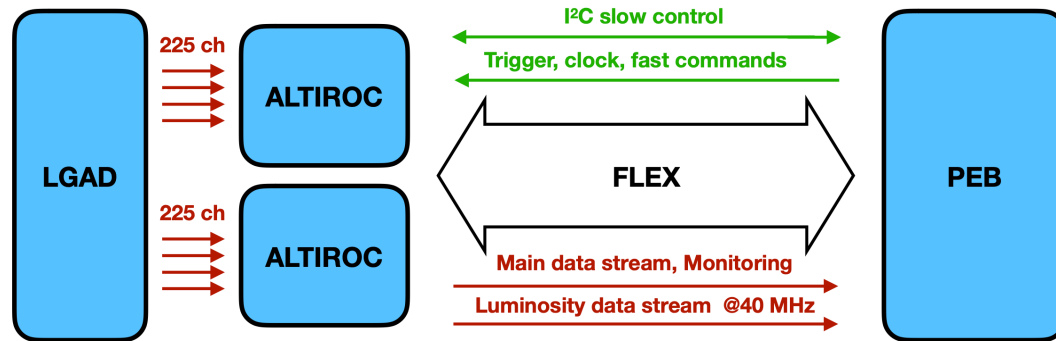 I²C slow control
225 ch
Trigger, clock, fast commands
ALTIROC
LGAD
FLEX
PEB
225 ch
ALTIROC
Main data stream, Monitoring
Luminosity data stream @40 MHz